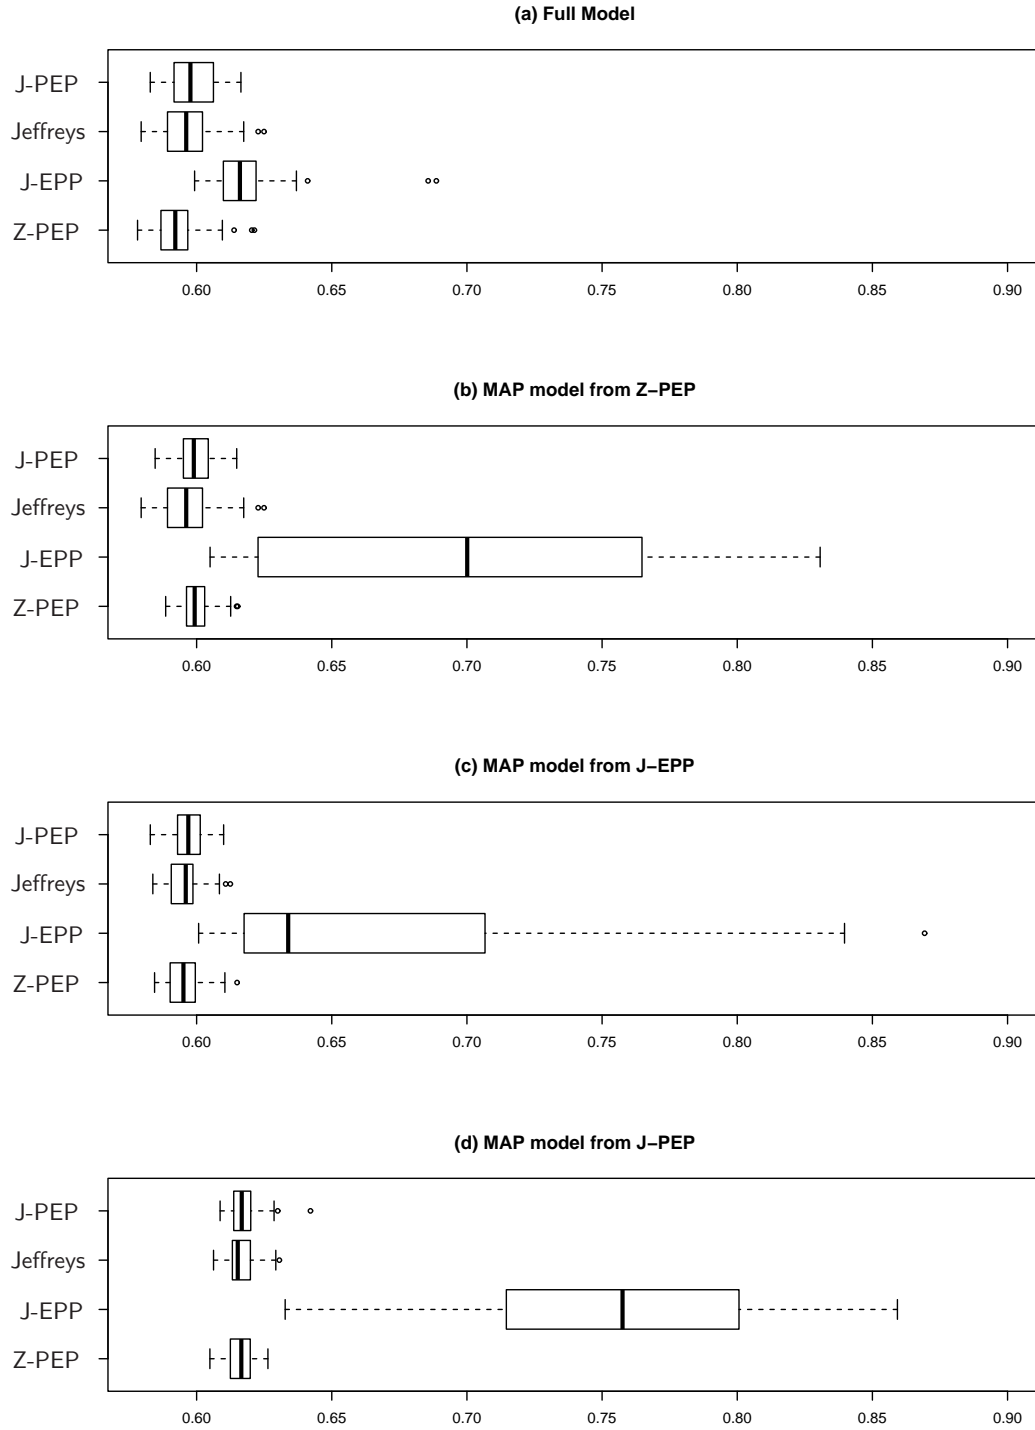 (a) Full Model
J-PEP
Jeffreys
J-EPP
Z-PEP
0.60 0.65 0.70 0.75 0.80 0.85 0.90
(b) MAP model from Z−PEP
J-PEP
Jeffreys
J-EPP
Z-PEP
0.60 0.65 0.70 0.75 0.80 0.85 0.90
(c) MAP model from J−EPP
J-PEP
Jeffreys
J-EPP
Z-PEP
0.60 0.65 0.70 0.75 0.80 0.85 0.90
(d) MAP model from J−PEP
J-PEP
Jeffreys
J-EPP
Z-PEP
0.60 0.65 0.70 0.75 0.80 0.85 0.90